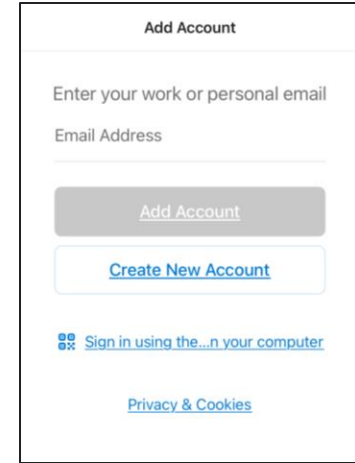 Add Account
Enter your work or personal email
Email Address
Add Account
Create New Account
Sign in using the...n your computer
Privacy & Cookies